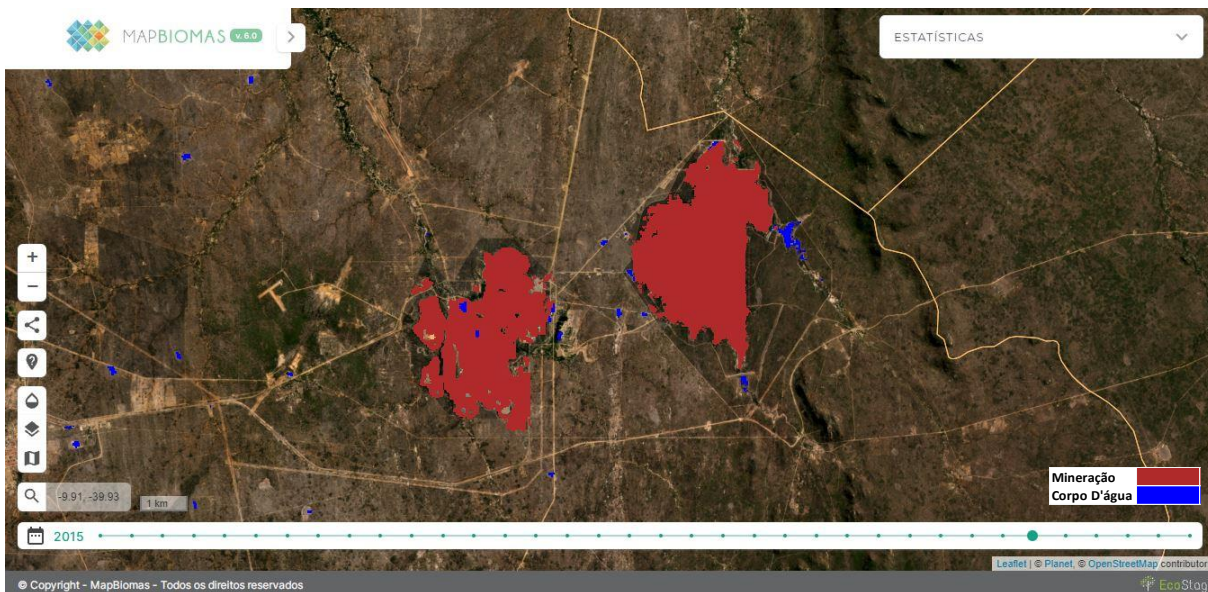 MAPBIOMAS v. 6.0
ESTATÍSTICAS
-9.91, -39.93
1 km
Mineração
Corpo D'água
2015
Leaflet | © Planet, © OpenStreetMap contributor
© Copyright - MapBiomas - Todos os direitos reservados
EcoStag